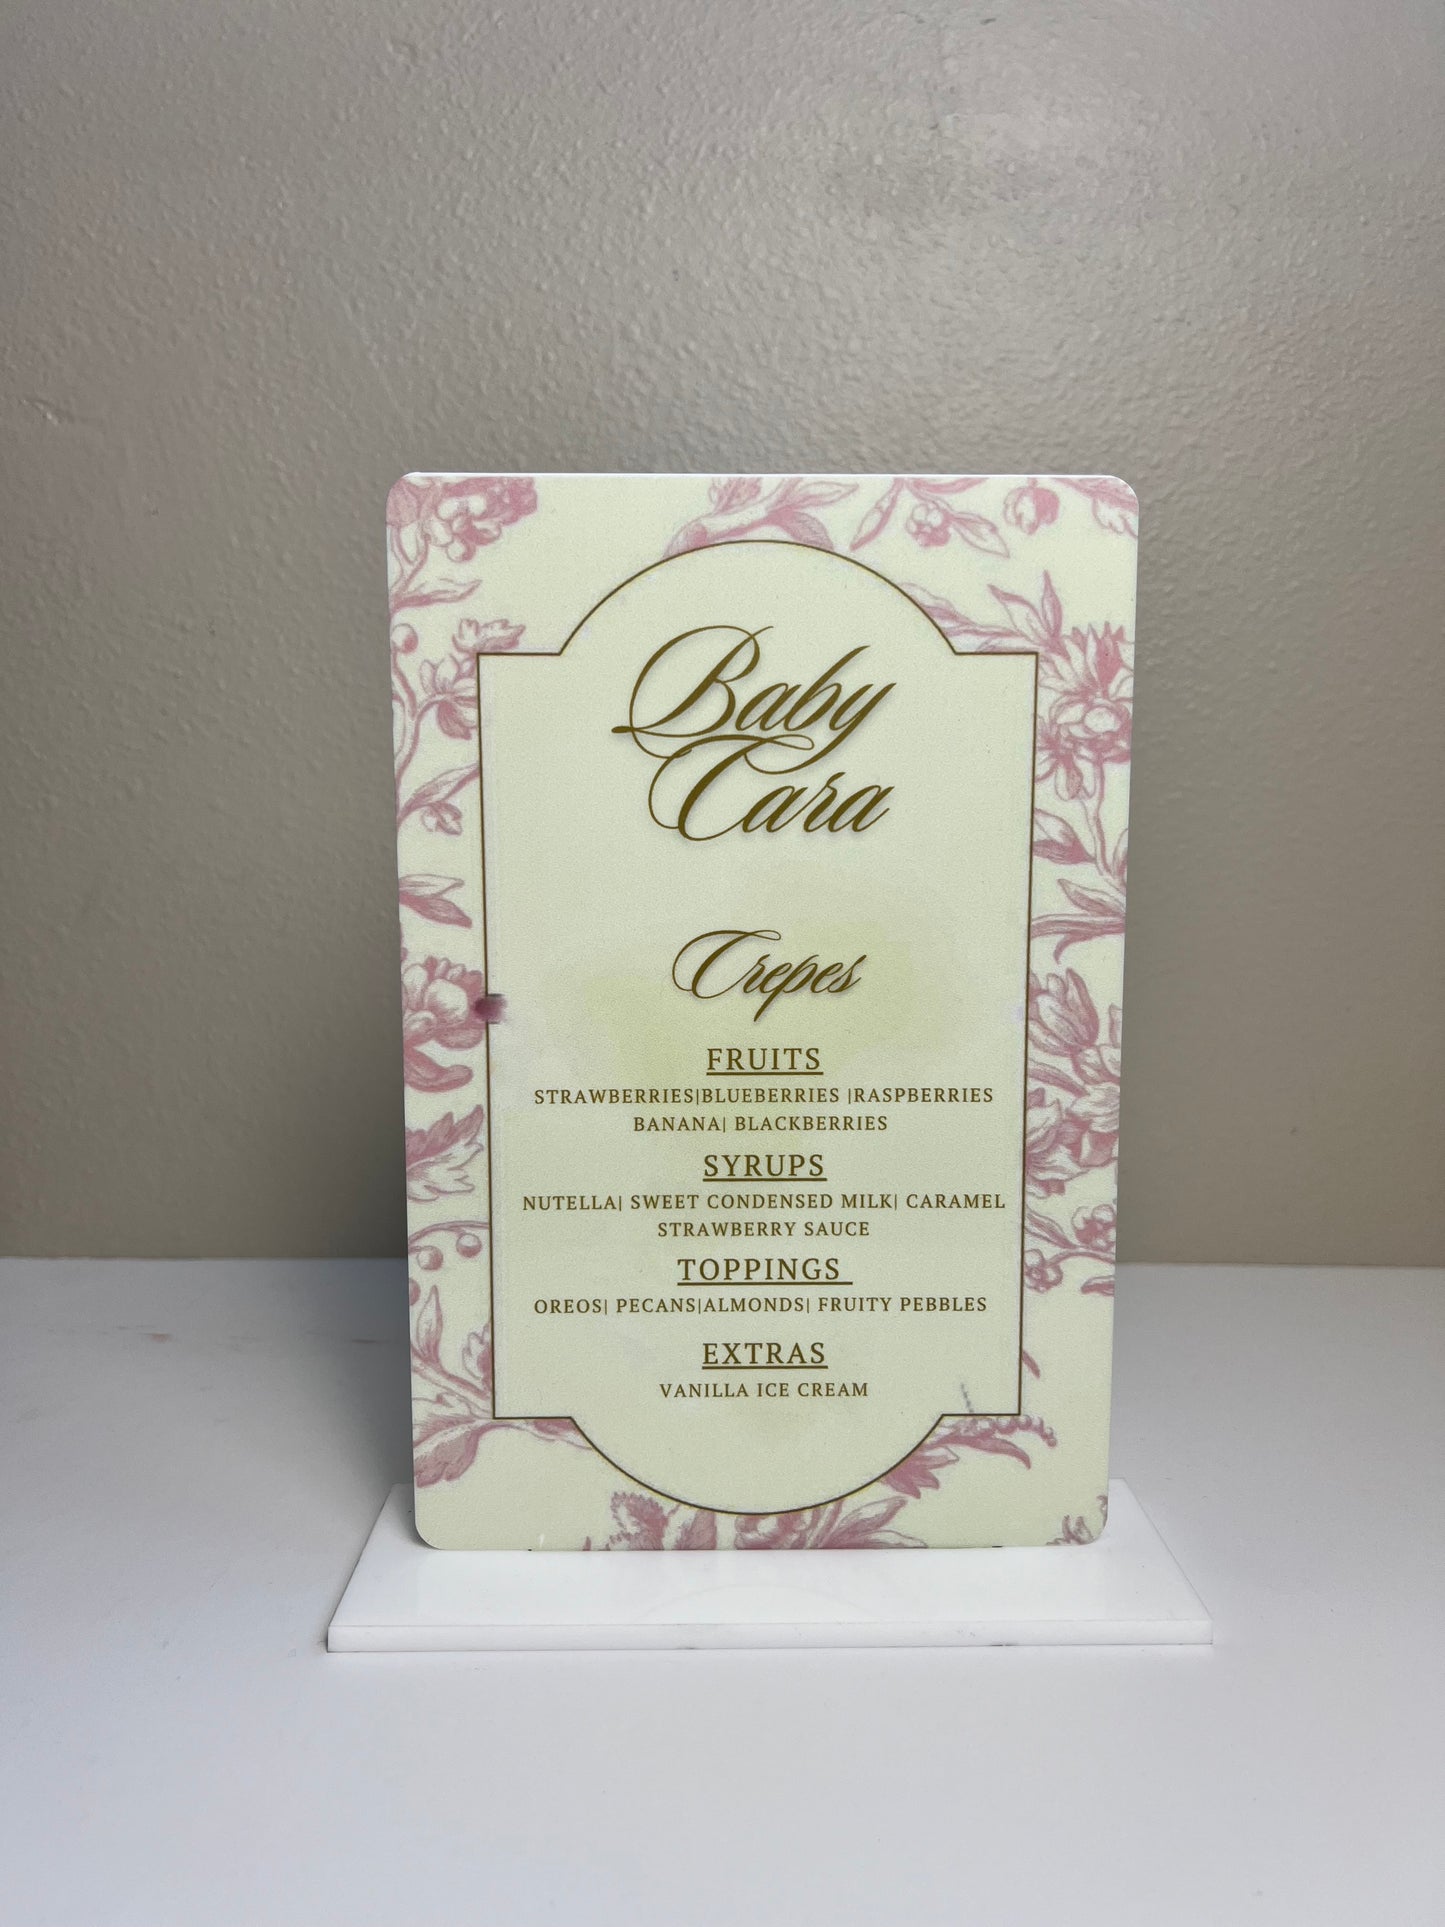 Baby
Cara
Crepes
FRUITS
STRAWBERRIES|BLUEBERRIES |RASPBERRIES
BANANA| BLACKBERRIES
SYRUPS
NUTELLA| SWEET CONDENSED MILK| CARAMEL
STRAWBERRY SAUCE
TOPPINGS
OREOS| PECANS|ALMONDS| FRUITY PEBBLES
EXTRAS
VANILLA ICE CREAM